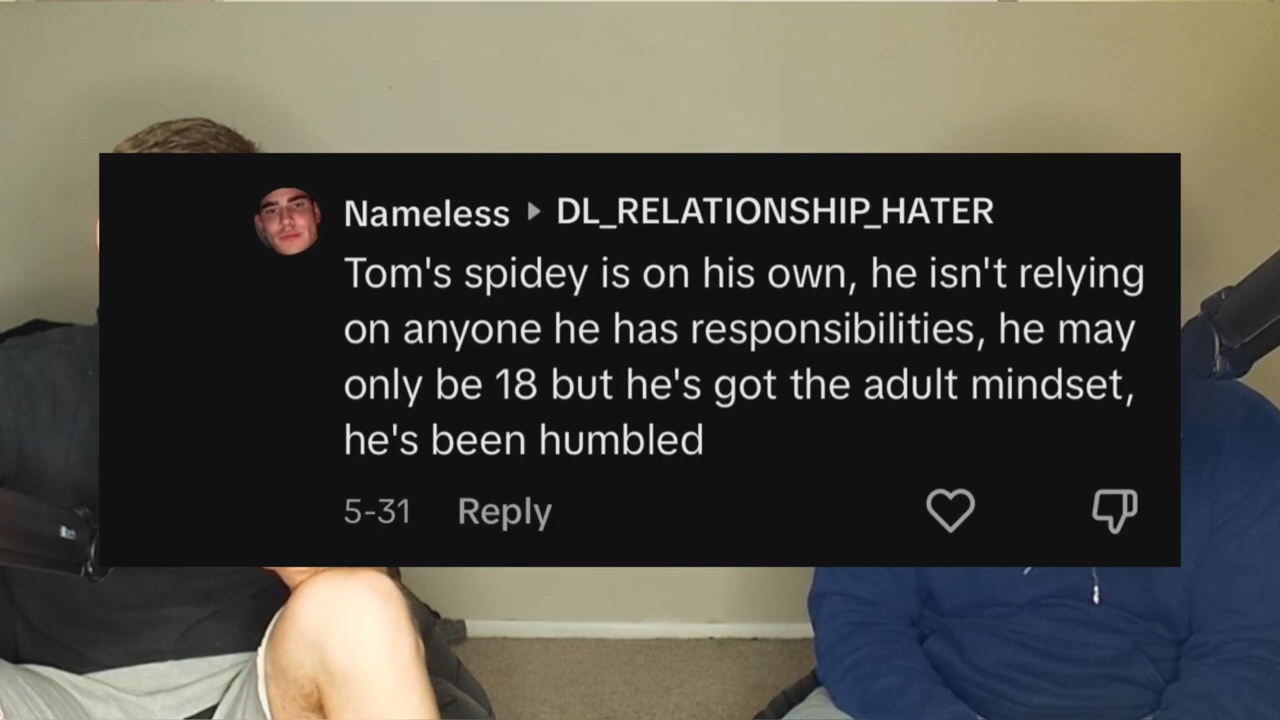 Nameless ▸ DL_RELATIONSHIP_HATER
Tom's spidey is on his own, he isn't relying
on anyone he has responsibilities, he may
only be 18 but he's got the adult mindset,
he's been humbled
5-31 Reply